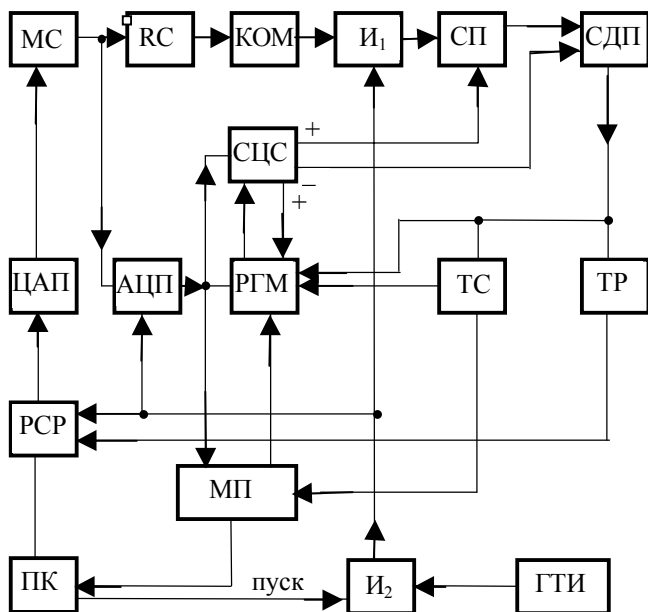 МС RC КОМ И₁ СП СДП
+
СЦС
–
+
ЦАП АЦП РГМ ТС ТР
РСР
МП
ПК пуск И₂ ГТИ